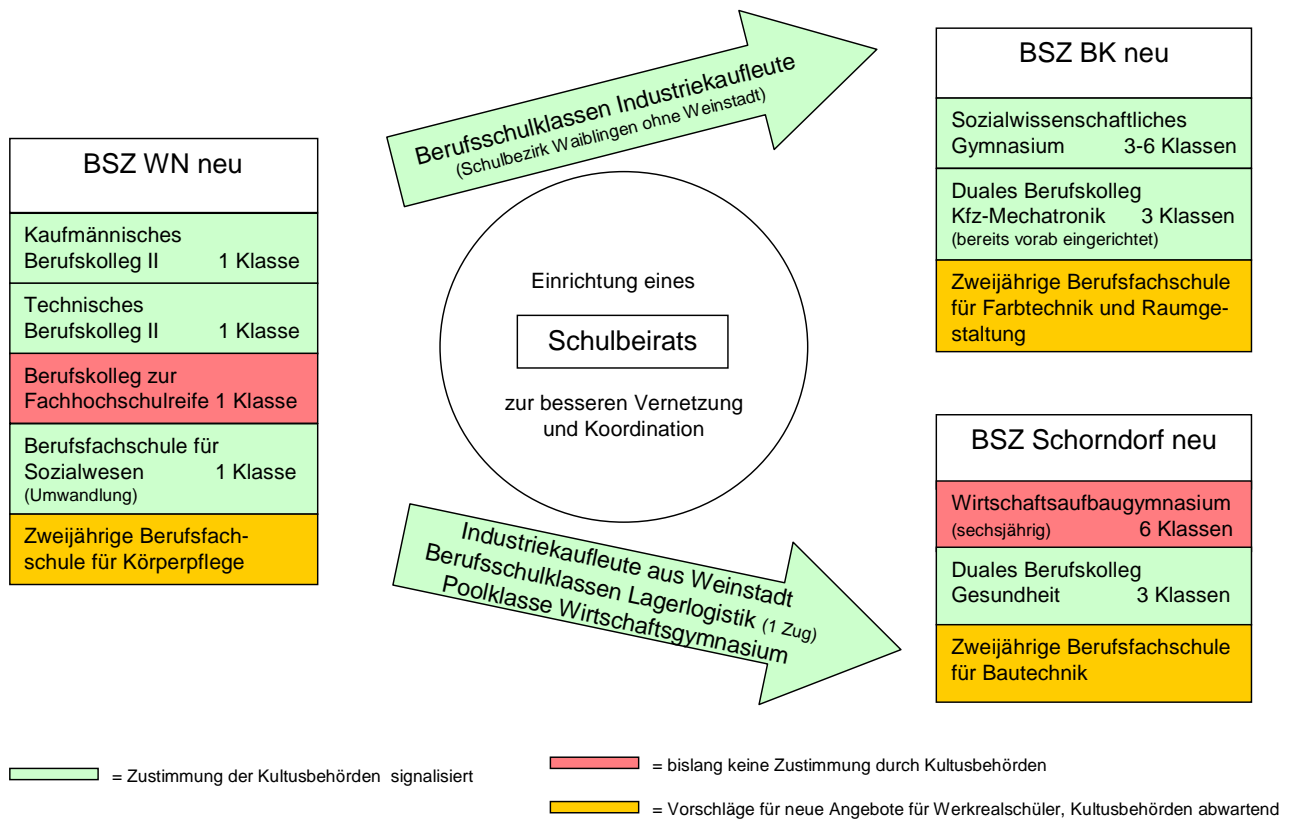 BSZ WN neu
Kaufmännisches
Berufskolleg II 1 Klasse
Technisches
Berufskolleg II 1 Klasse
Berufskolleg zur
Fachhochschulreife 1 Klasse
Berufsfachschule für
Sozialwesen 1 Klasse
(Umwandlung)
Zweijährige Berufsfach-
schule für Körperpflege
Berufsschulklassen Industriekaufleute
(Schulbezirk Waiblingen ohne Weinstadt)
Einrichtung eines
Schulbeirats
zur besseren Vernetzung
und Koordination
Industriekaufleute aus Weinstadt
Berufsschulklassen Lagerlogistik (1 Zug)
Poolklasse Wirtschaftsgymnasium
BSZ BK neu
Sozialwissenschaftliches
Gymnasium 3-6 Klassen
Duales Berufskolleg
Kfz-Mechatronik 3 Klassen
(bereits vorab eingerichtet)
Zweijährige Berufsfachschule
für Farbtechnik und Raumge-
staltung
BSZ Schorndorf neu
Wirtschaftsaufbaugymnasium
(sechsjährig) 6 Klassen
Duales Berufskolleg
Gesundheit 3 Klassen
Zweijährige Berufsfachschule
für Bautechnik
= Zustimmung der Kultusbehörden signalisiert
= bislang keine Zustimmung durch Kultusbehörden
= Vorschläge für neue Angebote für Werkrealschüler, Kultusbehörden abwartend